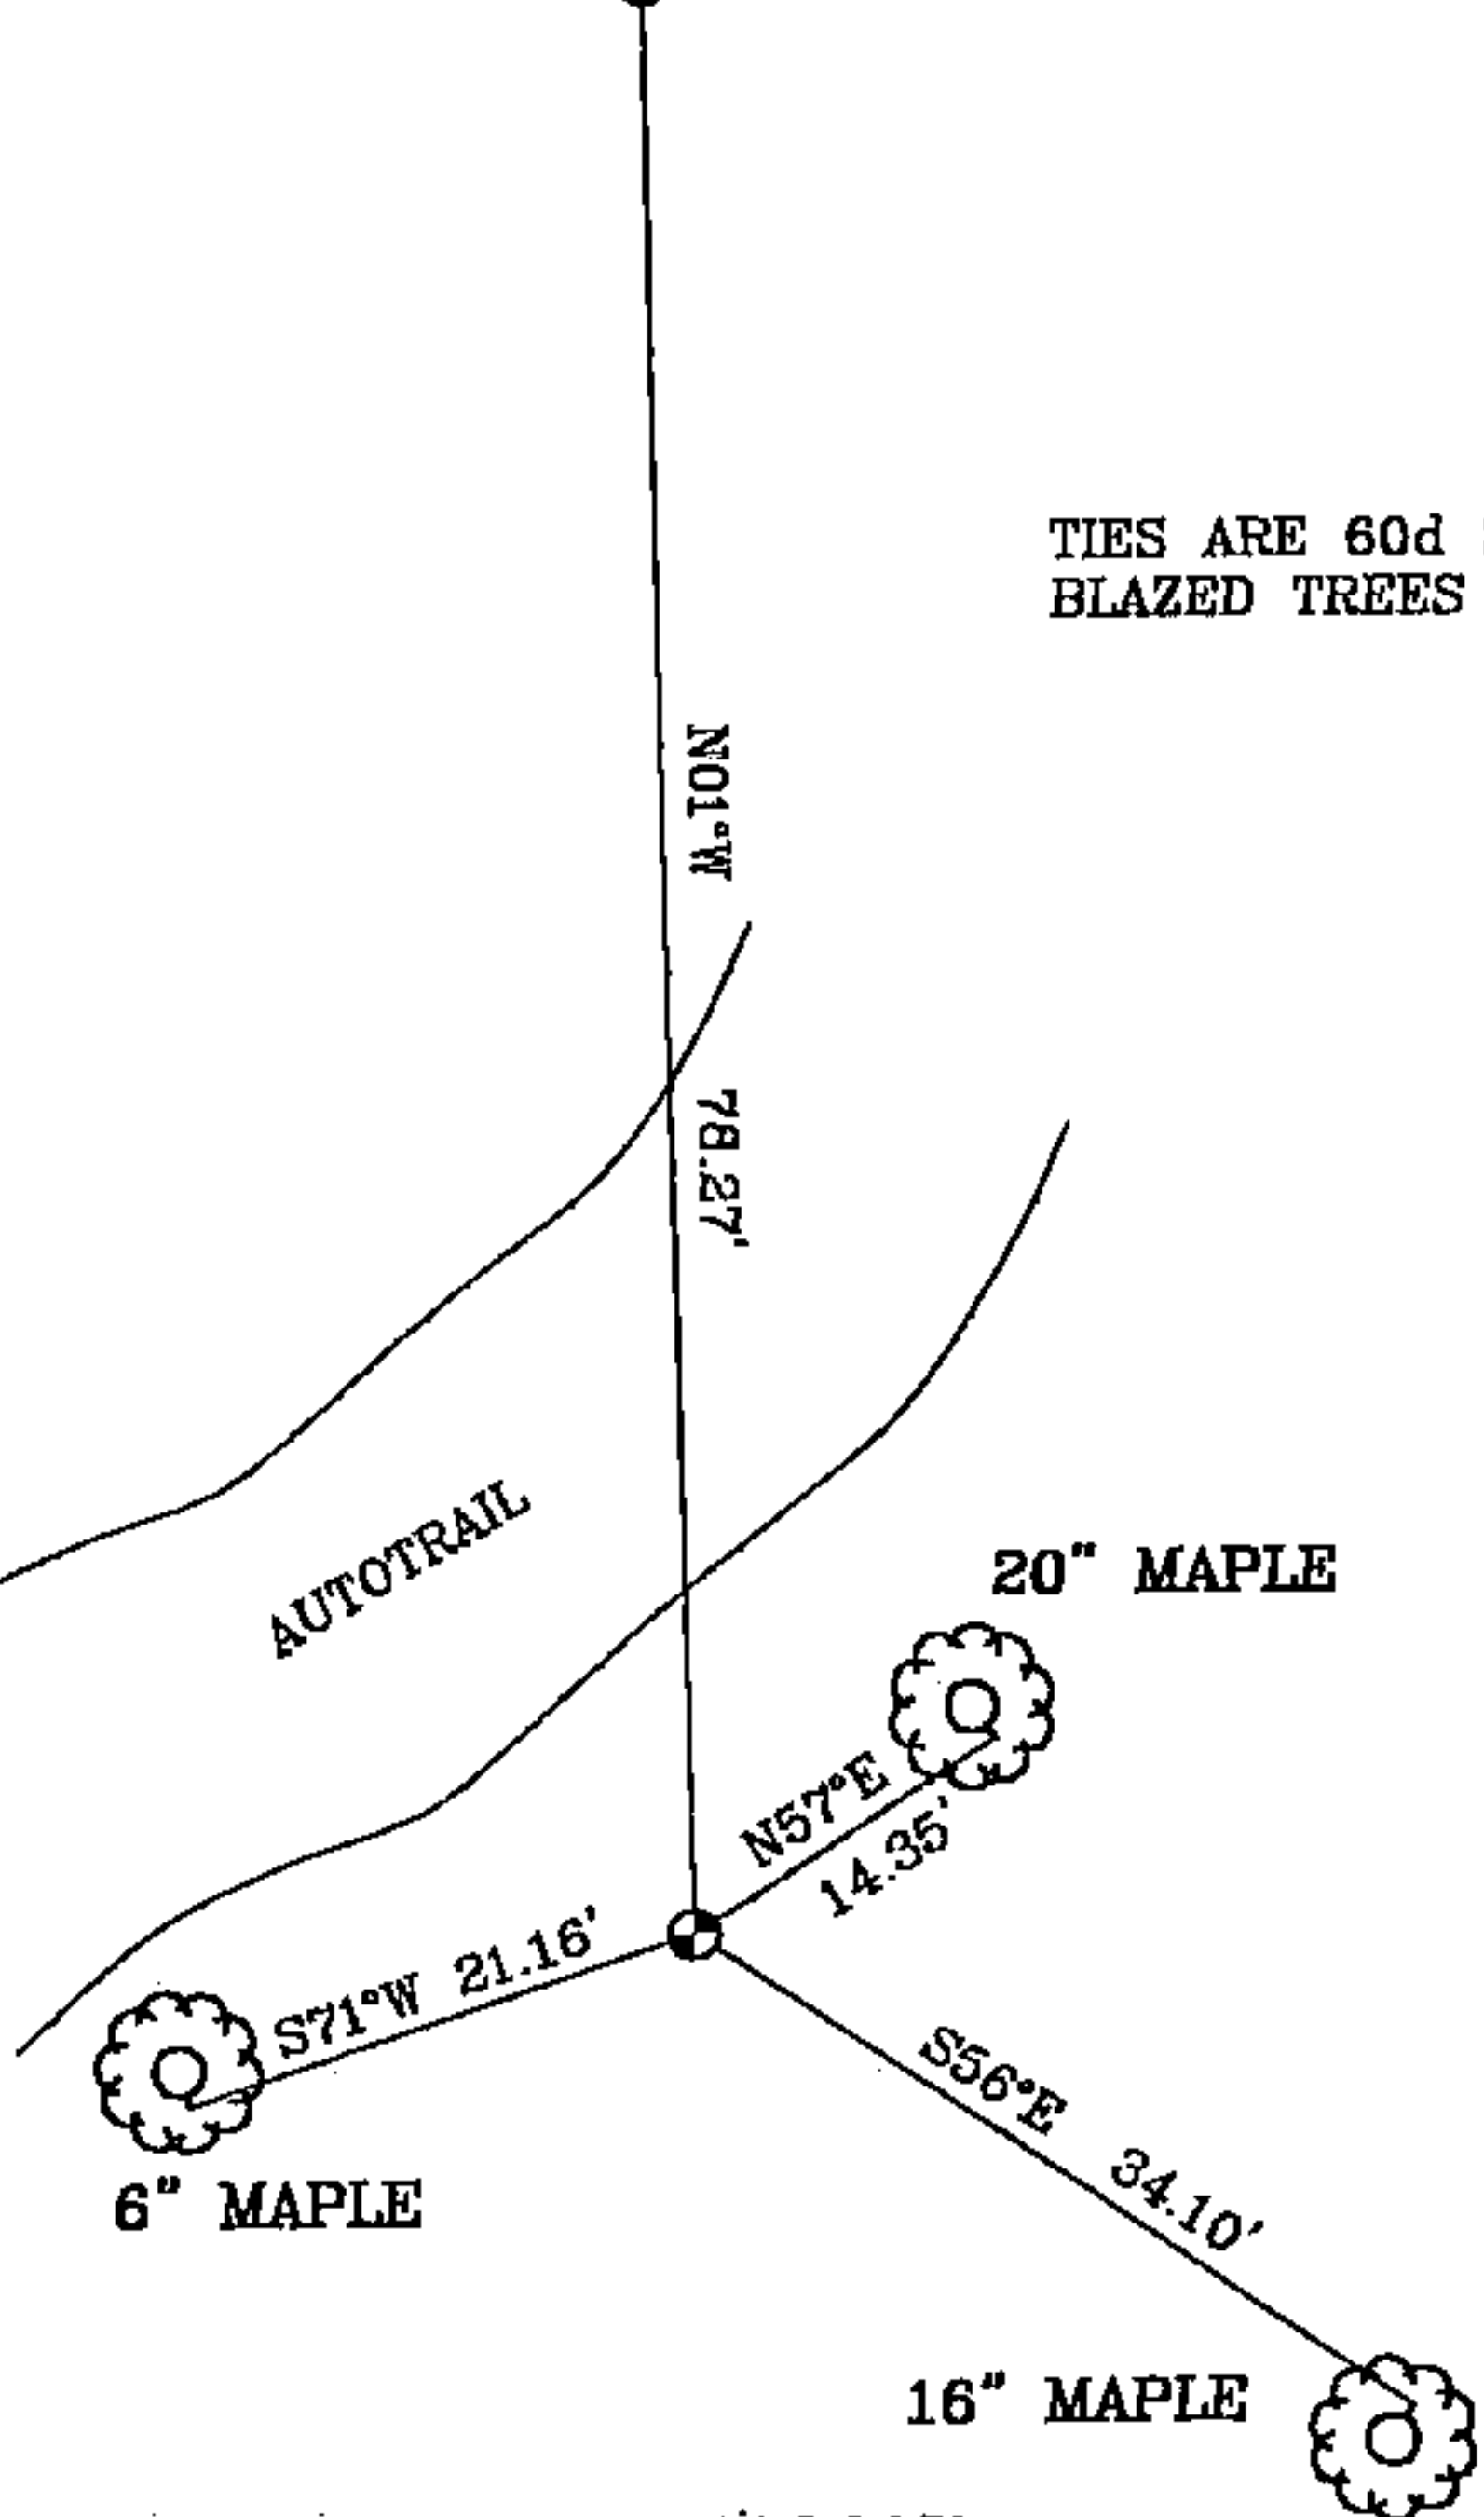 TIES ARE 60d
BLAZED TREES
N01°W
78.27'
AUTOTRAIL
20" MAPLE
N57°E
14.35'
S71°W 21.16'
S56°E 34.10'
6" MAPLE
16" MAPLE